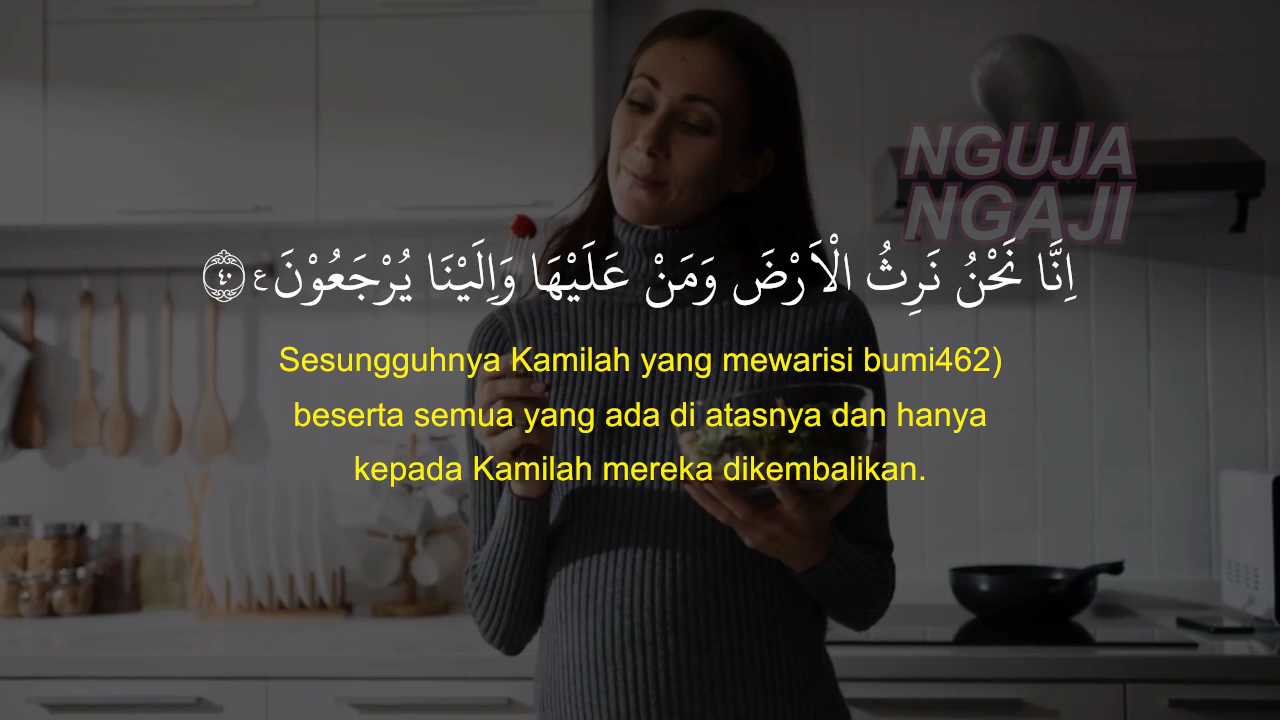 NGUJA
NGAJI
اِنَّا نَحْنُ نَرِثُ الْاَرْضَ وَمَنْ عَلَيْهَا وَاِلَيْنَا يُرْجَعُوْنَ ࣖ ٤٠
Sesungguhnya Kamilah yang mewarisi bumi462)
beserta semua yang ada di atasnya dan hanya
kepada Kamilah mereka dikembalikan.